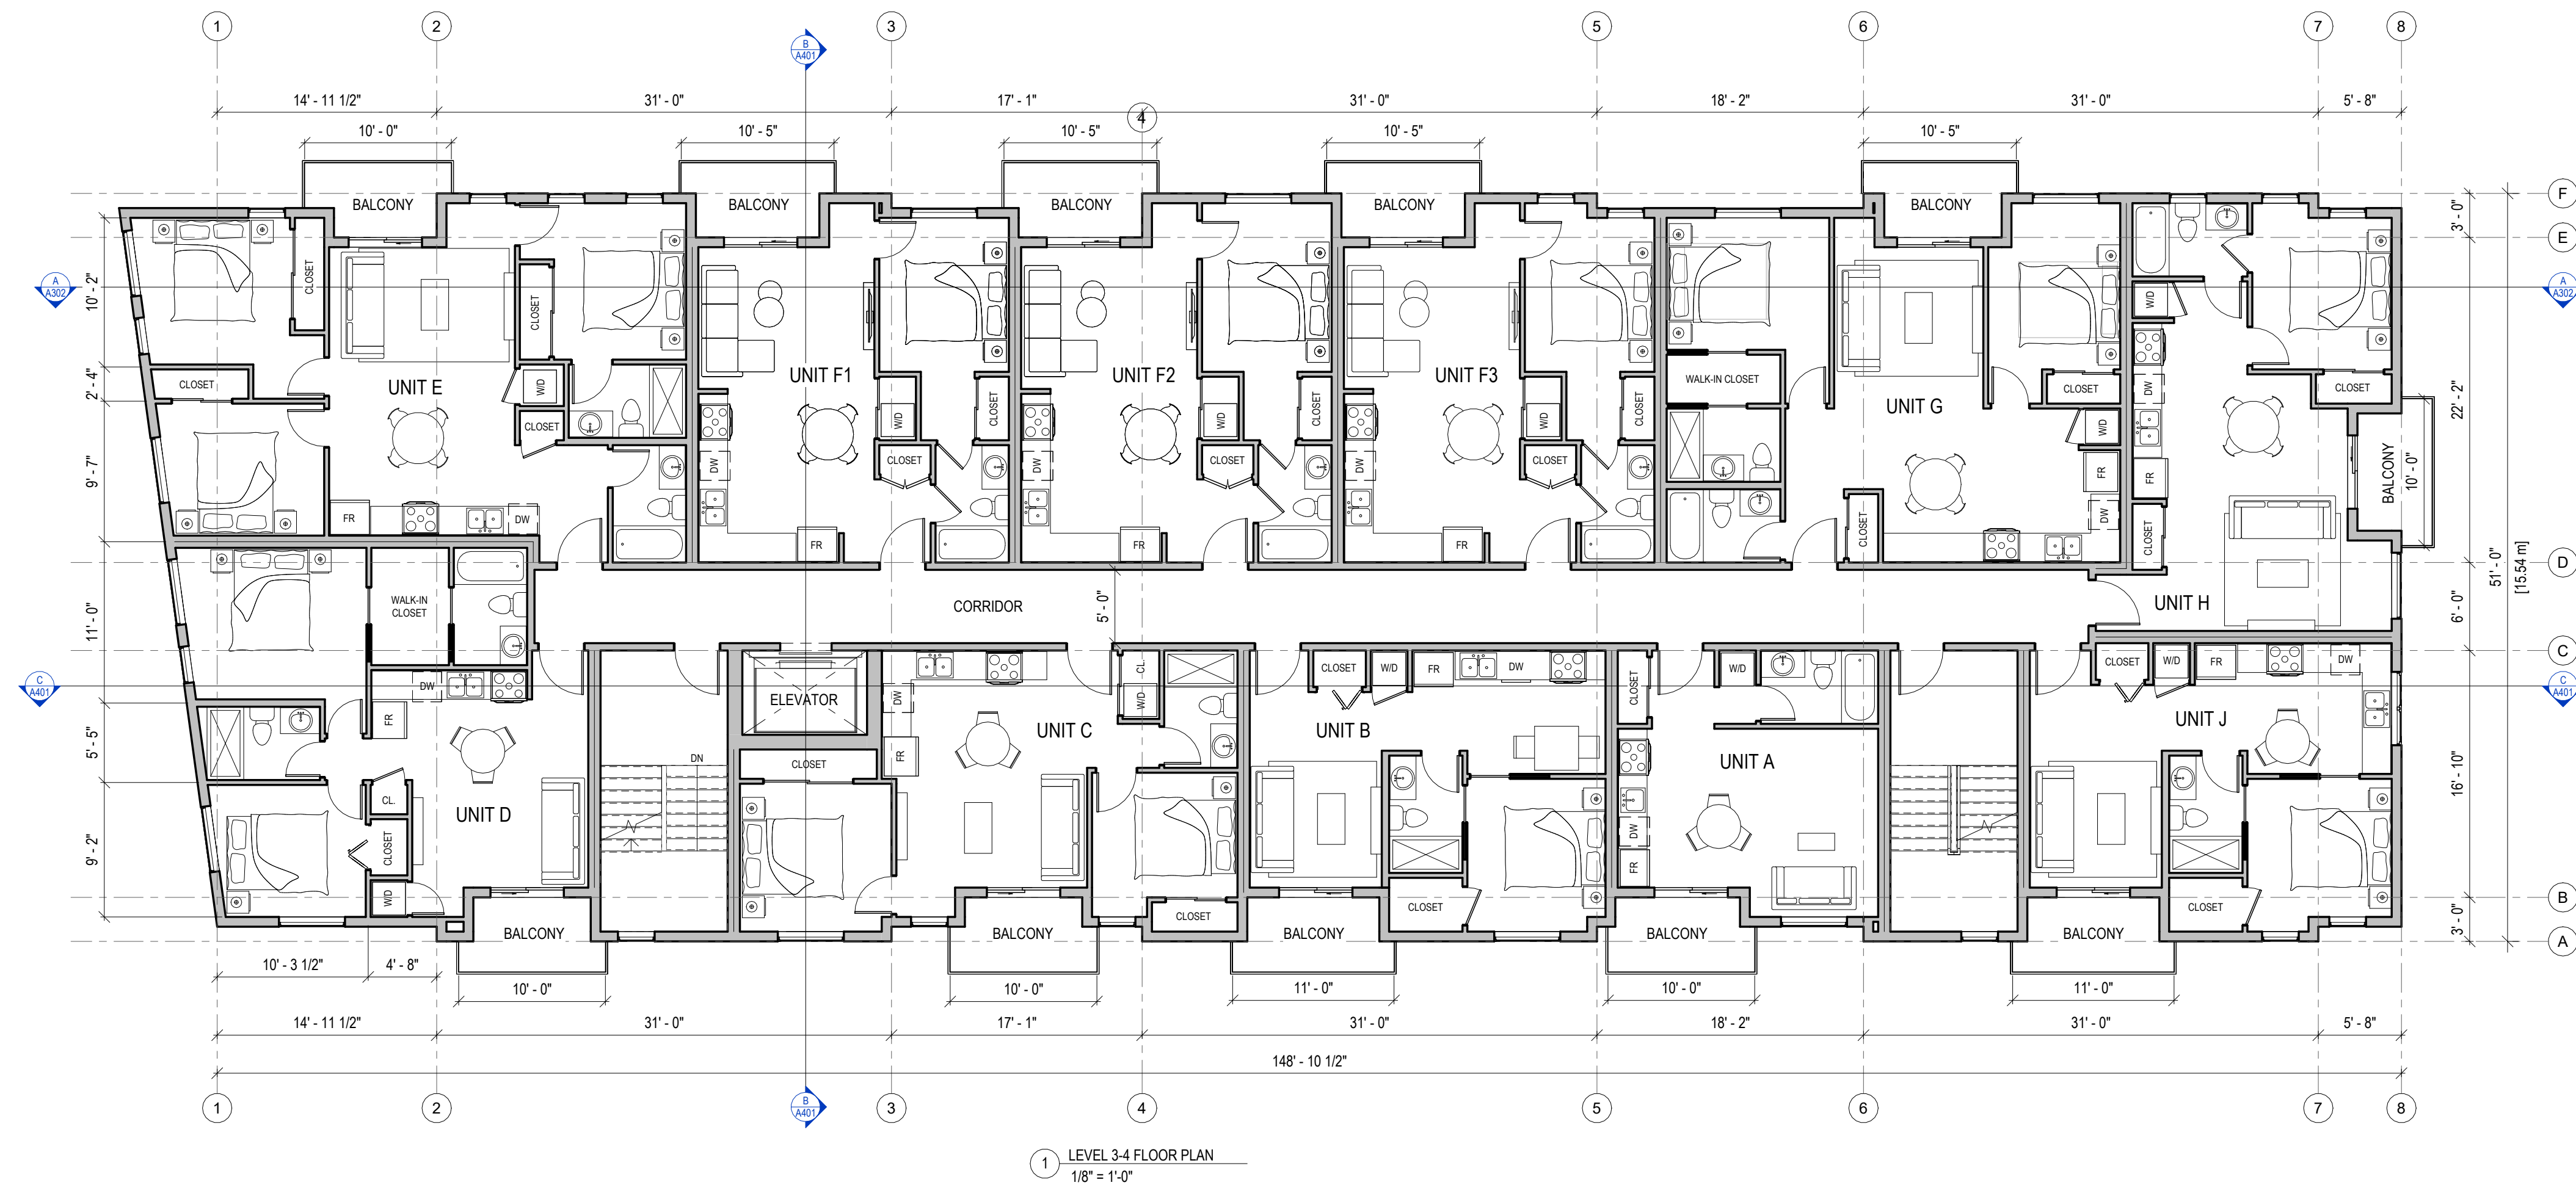 1 2 3 5 6 7 8
B
A401
14' - 11 1/2" 31' - 0" 17' - 1" 31' - 0" 18' - 2" 31' - 0" 5' - 8"
4
10' - 0" 10' - 5" 10' - 5" 10' - 5" 10' - 5"
BALCONY BALCONY BALCONY BALCONY BALCONY
F
3' - 0"
E
A
A302
A
A302
10' - 2"
CLOSET
CLOSET
W/D
UNIT E UNIT F1 UNIT F2 UNIT F3
WALK-IN CLOSET
UNIT G
2' - 4"
CLOSET
W/D
CLOSET
W/D
CLOSET
W/D
CLOSET
W/D
CLOSET
CLOSET
CLOSET
DW
22' - 2"
CLOSET
W/D
9' - 7"
CLOSET
CLOSET
CLOSET
DW
DW
DW
FR
FR
BALCONY
10' - 0"
FR
DW
FR
FR
FR
CLOSET
DW
CLOSET
D
51' - 0"
[15.54 m]
11' - 0"
WALK-IN
CLOSET
CORRIDOR
5' - 0"
UNIT H
6' - 0"
C
C
A401
C
A401
DW
FR
ELEVATOR
DW
FR
CL.
W/D
CLOSET
W/D
FR
DW
CLOSET
W/D
CLOSET
W/D
FR
DW
5' - 5"
UNIT C
UNIT B
UNIT J
DN
CLOSET
UNIT A
16' - 10"
CL.
UNIT D
DW
9' - 2"
CLOSET
FR
W/D
CLOSET
CLOSET
CLOSET
B
BALCONY BALCONY BALCONY BALCONY BALCONY
3' - 0"
A
10' - 3 1/2" 4' - 8"
10' - 0" 10' - 0" 11' - 0" 10' - 0" 11' - 0"
14' - 11 1/2" 31' - 0" 17' - 1" 31' - 0" 18' - 2" 31' - 0" 5' - 8"
148' - 10 1/2"
1 2 3 4 5 6 7 8
B
A401
1 LEVEL 3-4 FLOOR PLAN
1/8" = 1'-0"